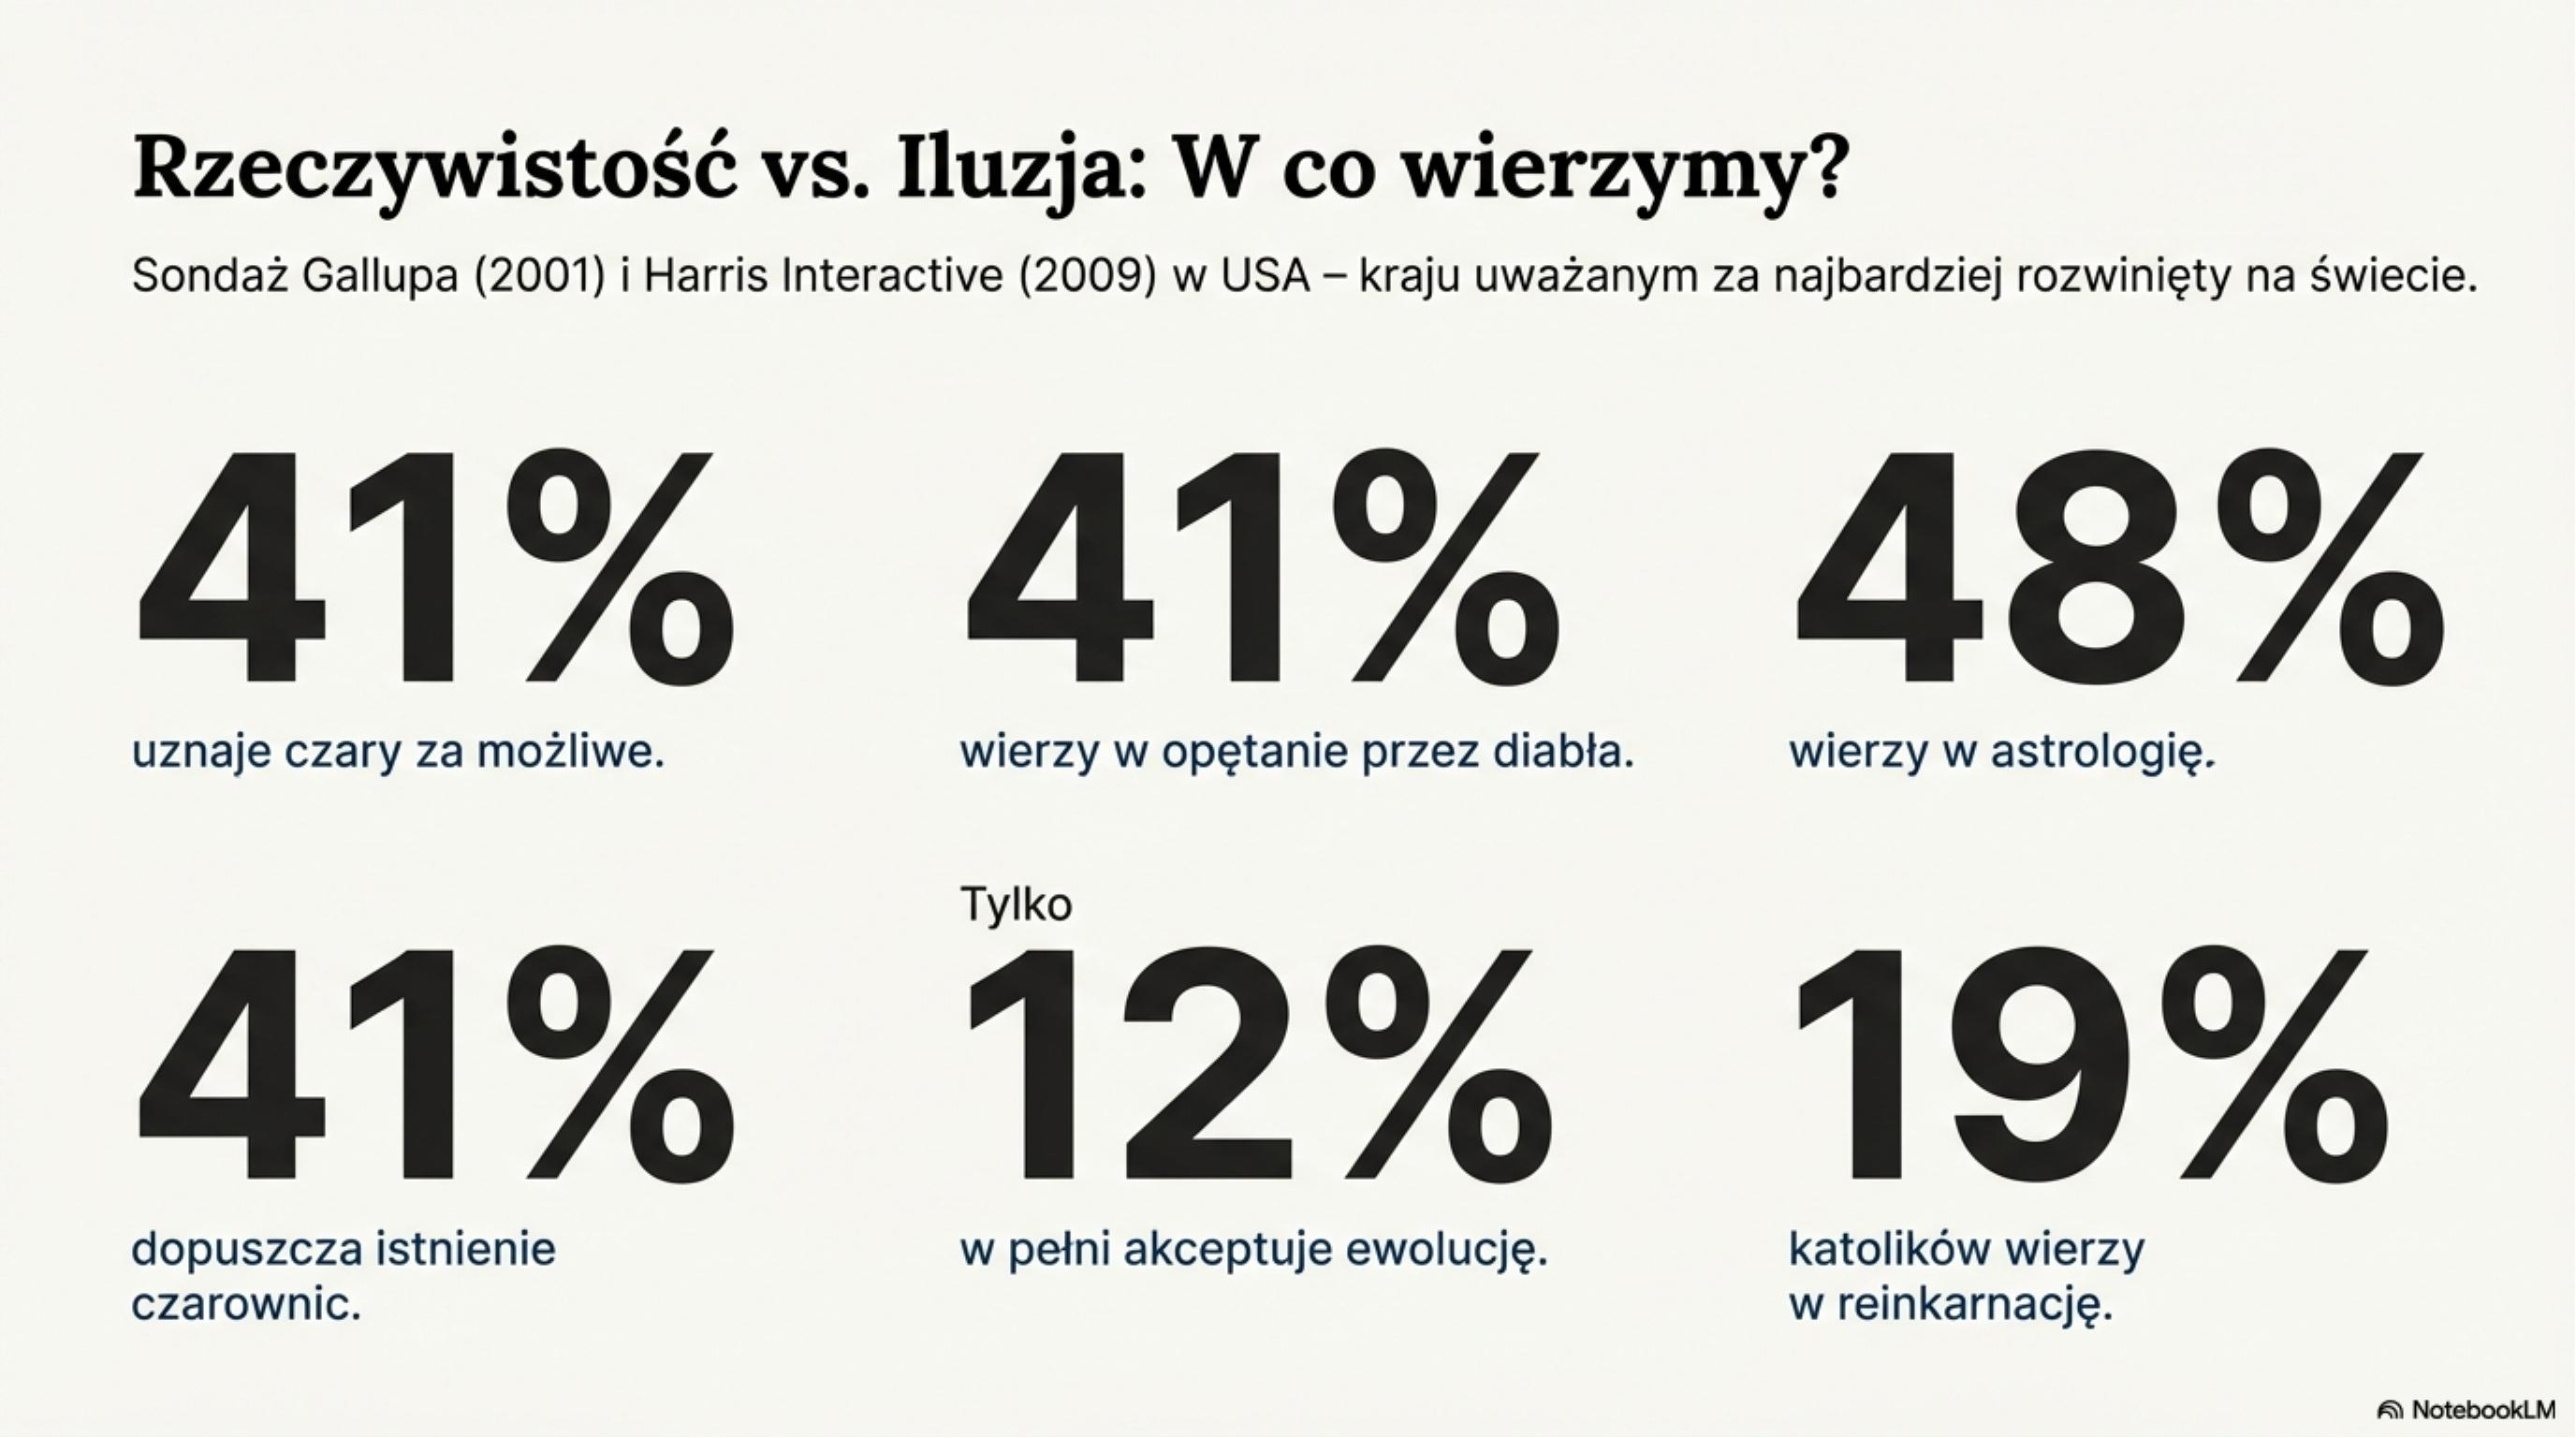 Rzeczywistość vs. Iluzja: W co wierzymy?
Sondaż Gallupa (2001) i Harris Interactive (2009) w USA – kraju uważanym za najbardziej rozwinięty na świecie.
41%
uznaje czary za możliwe.
41%
wierzy w opętanie przez diabła.
48%
wierzy w astrologię.
41%
dopuszcza istnienie
czarownic.
Tylko
12%
w pełni akceptuje ewolucję.
19%
katolików wierzy
w reinkarnację.
NotebookLM